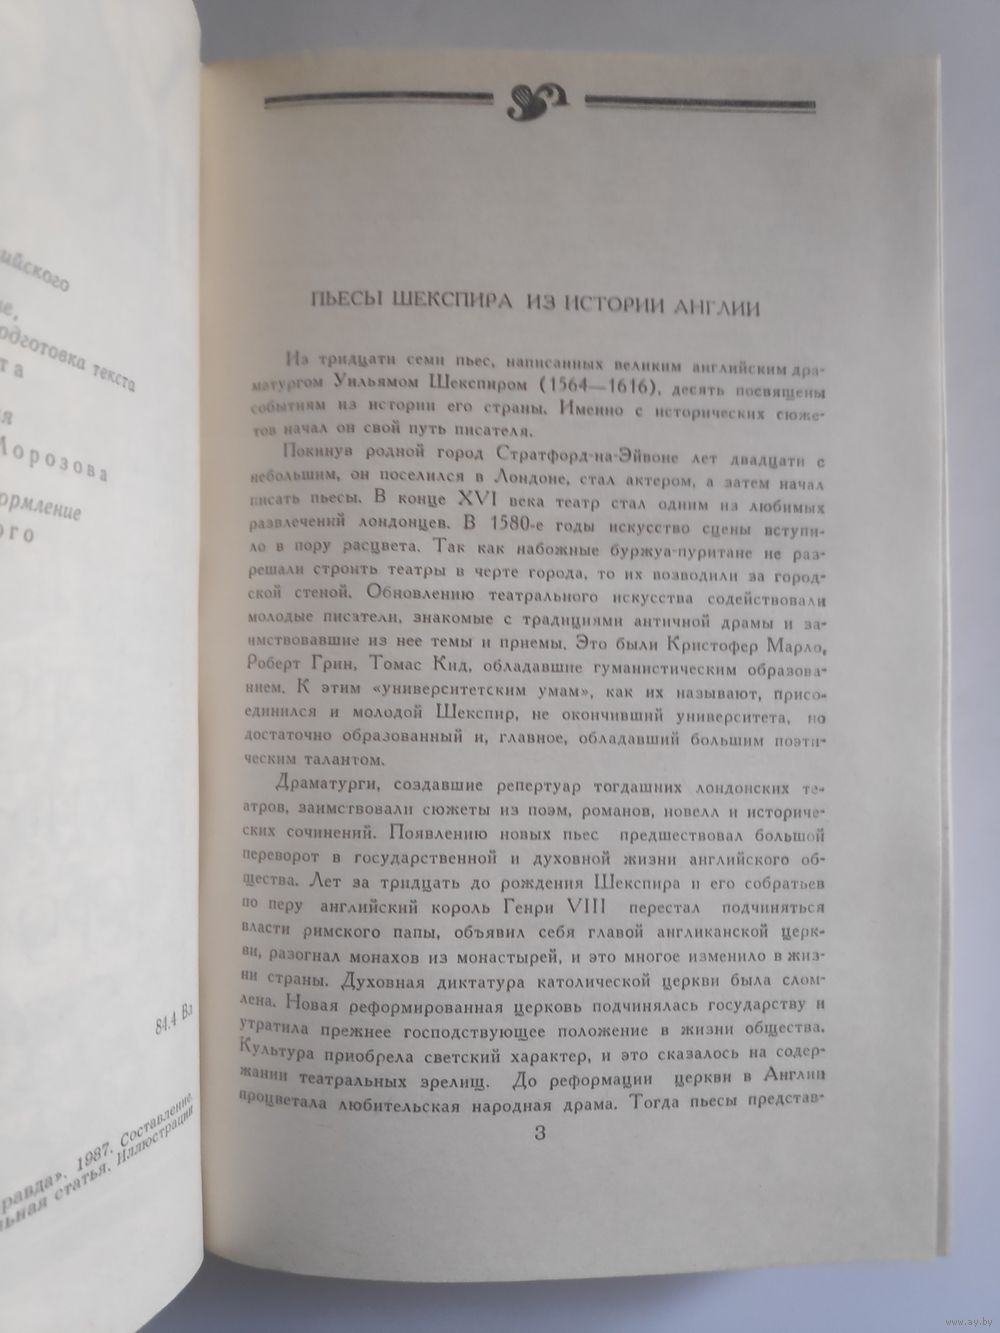 ийского
е,
одготовка текста
та
ия
Морозова
ормление
ого
84.4 Вл
равда». 1987. Составление.
льная статья. Иллюстрации
ПЬЕСЫ ШЕКСПИРА ИЗ ИСТОРИИ АНГЛИИ
Из тридцати семи пьес, написанных великим английским дра-
матургом Уильямом Шекспиром (1564—1616), десять посвящены
событиям из истории его страны. Именно с исторических сюже-
тов начал он свой путь писателя.
Покинув родной город Стратфорд-на-Эйвоне лет двадцати с
небольшим, он поселился в Лондоне, стал актером, а затем начал
писать пьесы. В конце XVI века театр стал одним из любимых
развлечений лондонцев. В 1580-е годы искусство сцены вступи-
ло в пору расцвета. Так как набожные буржуа-пуритане не раз-
решали строить театры в черте города, то их возводили за город-
ской стеной. Обновлению театрального искусства содействовали
молодые писатели, знакомые с традициями античной драмы и за-
имствовавшие из нее темы и приемы. Это были Кристофер Марло,
Роберт Грин, Томас Кид, обладавшие гуманистическим образова-
нием. К этим «университетским умам», как их называют, присо-
единился и молодой Шекспир, не окончивший университета, но
достаточно образованный и, главное, обладавший большим поэти-
ческим талантом.
Драматурги, создавшие репертуар тогдашних лондонских те-
атров, заимствовали сюжеты из поэм, романов, новелл и историче-
ских сочинений. Появлению новых пьес предшествовал большой
переворот в государственной и духовной жизни английского об-
щества. Лет за тридцать до рождения Шекспира и его собратьев
по перу английский король Генри VIII перестал подчиняться
власти римского папы, объявил себя главой англиканской церк-
ви, разогнал монахов из монастырей, и это многое изменило в жиз-
ни страны. Духовная диктатура католической церкви была слом-
лена. Новая реформированная церковь подчинялась государству и
утратила прежнее господствующее положение в жизни общества.
Культура приобрела светский характер, и это сказалось на содер-
жании театральных зрелищ. До реформации церкви в Англии
процветала любительская народная драма. Тогда пьесы представ-
3
www.ay.by